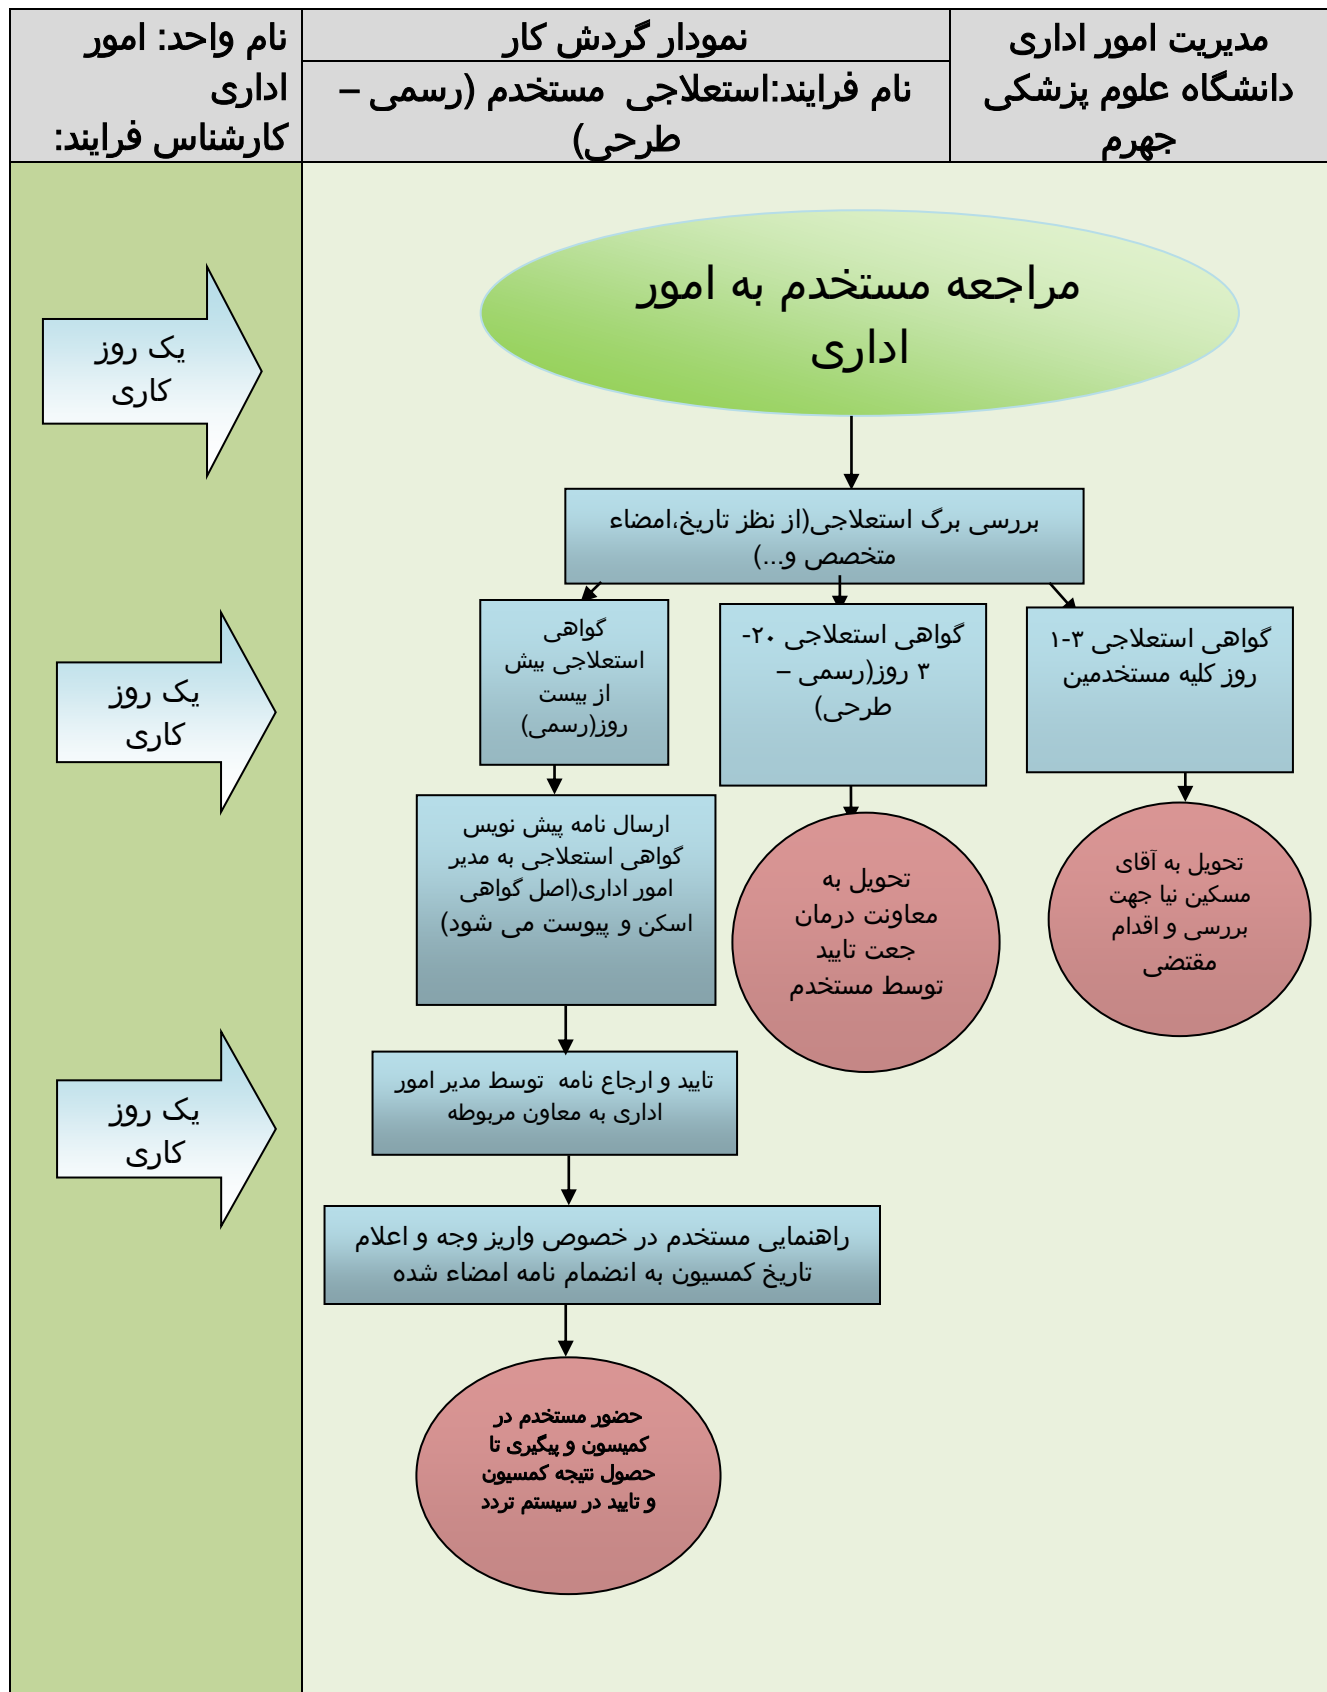 مدیریت امور اداری
دانشگاه علوم پزشکی
جهرم
نمودار گردش کار
نام فرایند:استعلاجی مستخدم (رسمی –
طرحی)
نام واحد: امور
اداری
کارشناس فرایند:
مراجعه مستخدم به امور
اداری
یک روز
کاری
بررسی برگ استعلاجی(از نظز تاریخ،امضاء
متخصص و...)
گواهی استعلاجی ۳-۱
روز کلیه مستخدمین
گواهی استعلاجی ۲۰-
۳ روز(رسمی –
طرحی)
گواهی
استعلاجی بیش
از بیست
روز(رسمی)
یک روز
کاری
تحویل به آقای
مسکین نیا جهت
بررسی و اقدام
مقتضی
تحویل به
معاونت درمان
جعت تایید
توسط مستخدم
ارسال نامه پیش نویس
گواهی استعلاجی به مدیر
امور اداری(اصل گواهی
اسکن و پیوست می شود)
تایید و ارجاع نامه توسط مدیر امور
اداری به معاون مربوطه
یک روز
کاری
راهنمایی مستخدم در خصوص واریز وجه و اعلام
تاریخ کمسیون به انضمام نامه امضاء شده
حضور مستخدم در
کمیسون و پیگیری تا
حصول نتیجه کمسیون
و تایید در سیستم تردد